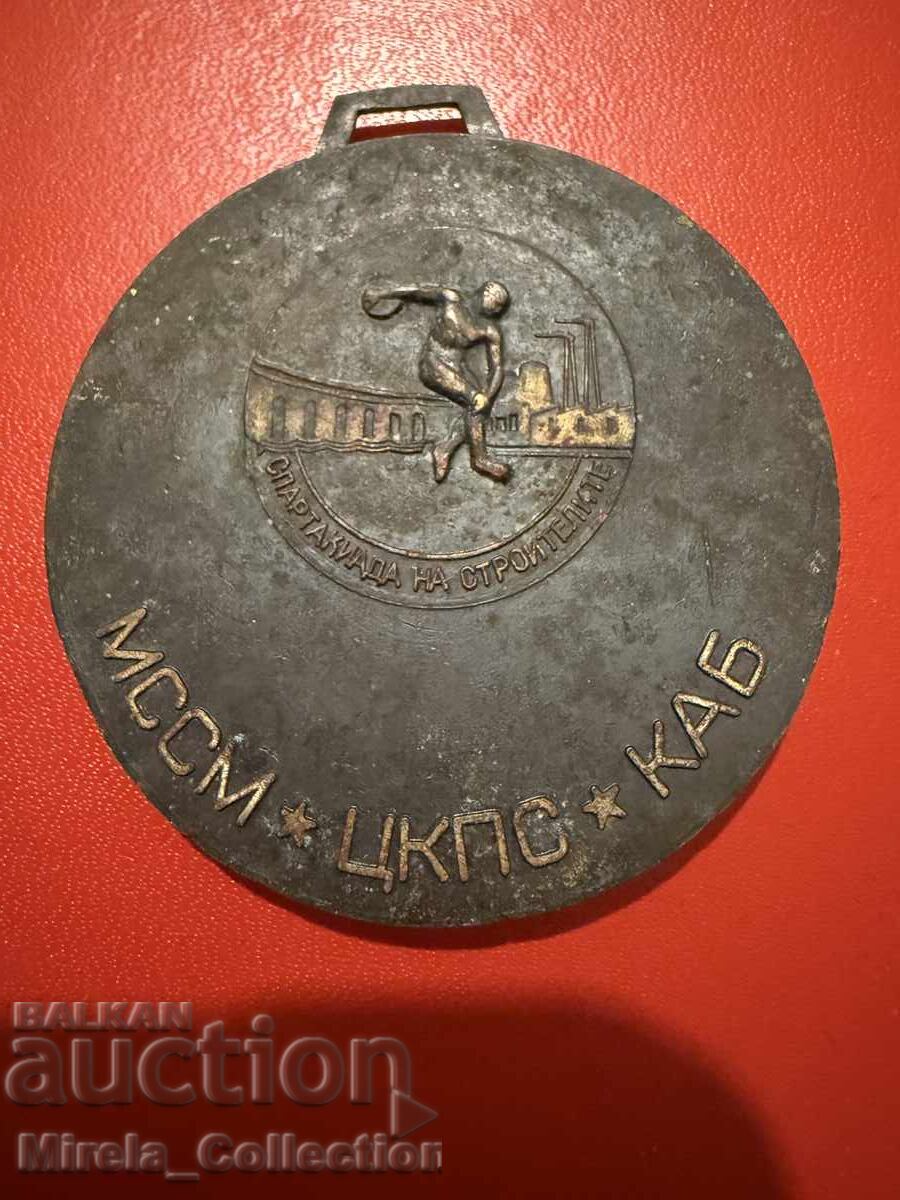 СПАРТАКИАДА НА СТРОИТЕЛИТЕ
МССМ ★ ЦКПС ★ КАБ
BALKAN
auction
Mirela_Collection